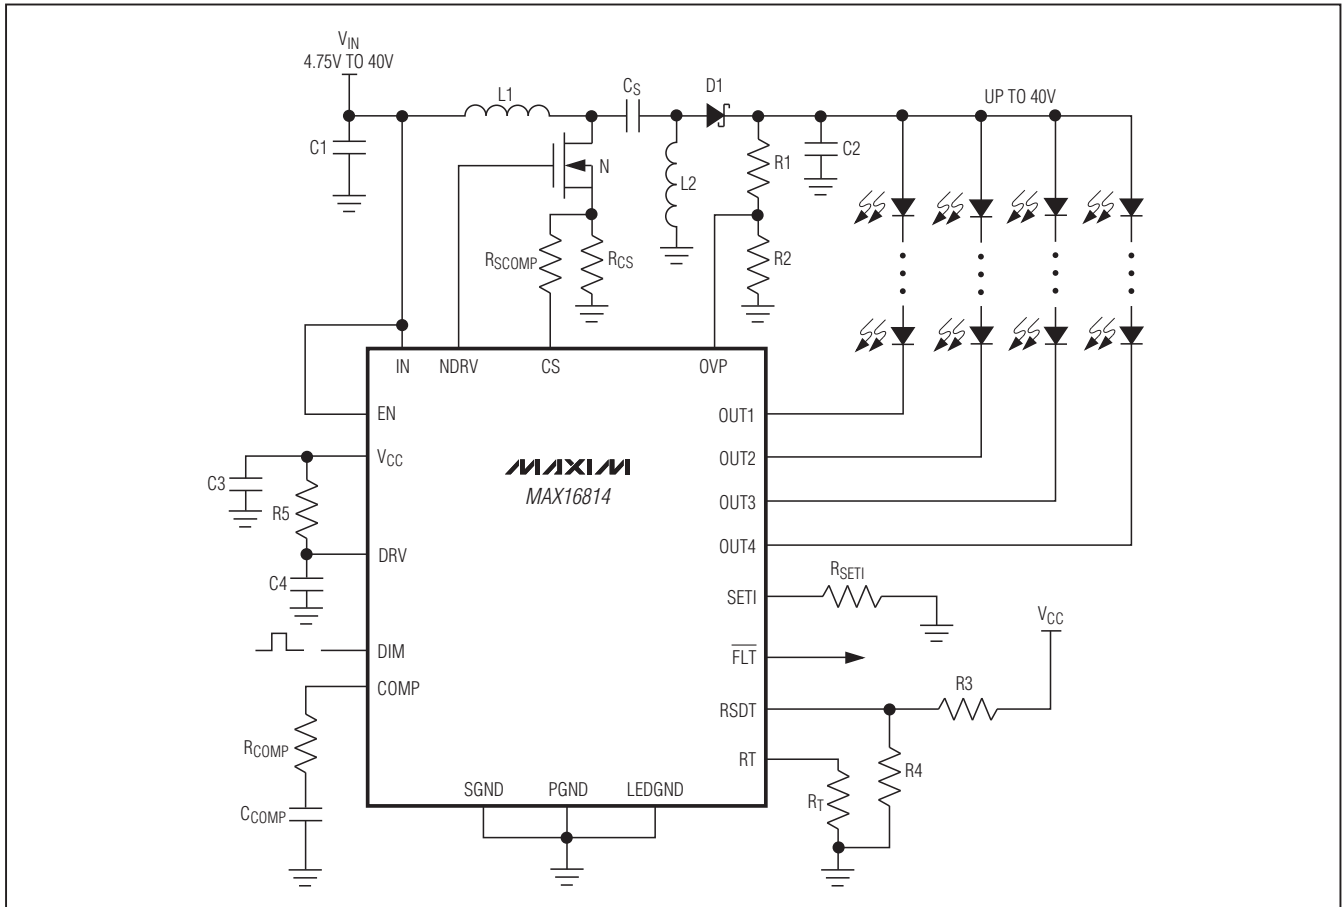 VIN
4.75V TO 40V
L1
CS
D1
UP TO 40V
C1
N
L2
R1
C2
RSCOMP
RCS
R2
IN
NDRV
CS
OVP
EN
OUT1
VCC
MAXIM
OUT2
C3
MAX16814
R5
OUT3
DRV
OUT4
C4
RSETI
SETI
VCC
DIM
FLT
COMP
R3
RSDT
RCOMP
RT
R4
SGND
PGND
LEDGND
RT
CCOMP